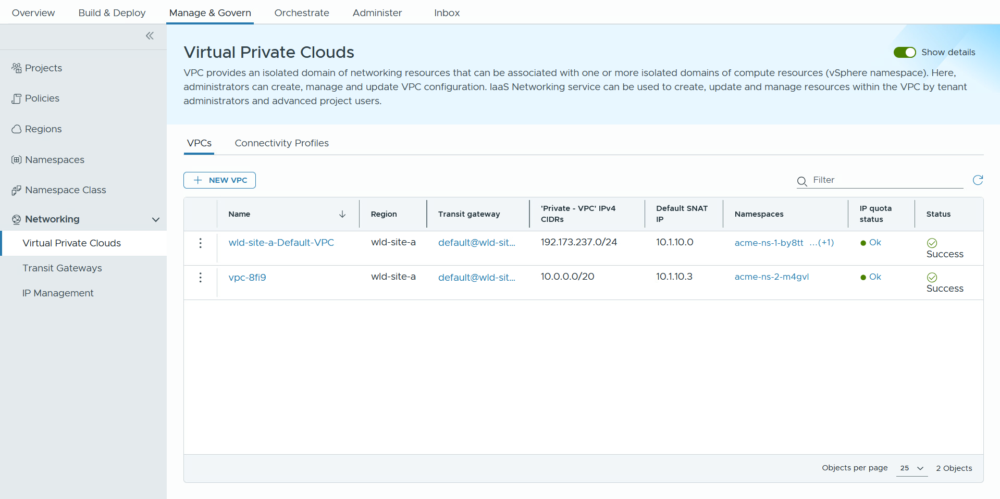 Overview Build & Deploy Manage & Govern Orchestrate Administer Inbox
Projects
Policies
Regions
Namespaces
Namespace Class
Networking
Virtual Private Clouds
Transit Gateways
IP Management
Virtual Private Clouds
Show details
VPC provides an isolated domain of networking resources that can be associated with one or more isolated domains of compute resources (vSphere namespace). Here,
administrators can create, manage and update VPC configuration. IaaS Networking service can be used to create, update and manage resources within the VPC by tenant
administrators and advanced project users.
VPCs Connectivity Profiles
NEW VPC
Filter
Name Region Transit gateway 'Private - VPC' IPv4 CIDRs Default SNAT IP Namespaces IP quota status Status
wld-site-a-Default-VPC wld-site-a default@wld-sit... 192.173.237.0/24 10.1.10.0 acme-ns-1-by8tt ...(+1) Ok Success
vpc-8fi9 wld-site-a default@wld-sit... 10.0.0.0/20 10.1.10.3 acme-ns-2-m4gvl Ok Success
Objects per page 25 2 Objects